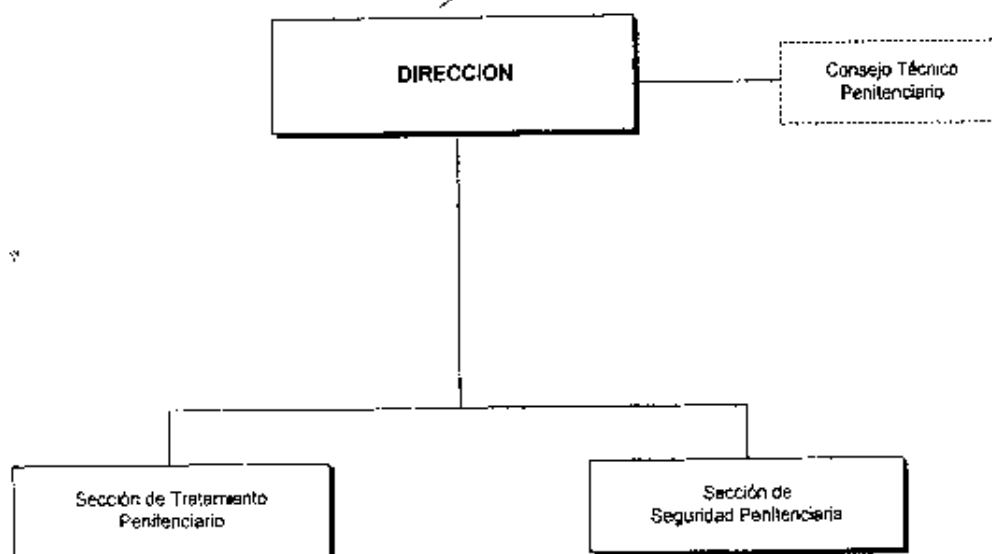 DIRECCION
Consejo Técnico
Penitenciario
Sección de Tratamiento
Penitenciario
Sección de
Seguridad Penitenciaria